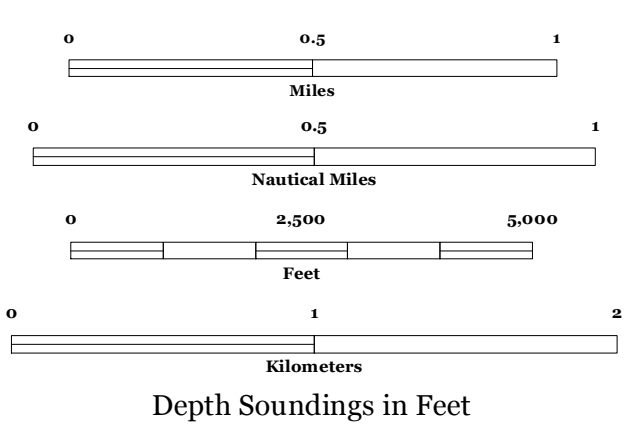 0 0.5 1
Miles
0 0.5 1
Nautical Miles
0 2,500 5,000
Feet
0 1 2
Kilometers
Depth Soundings in Feet